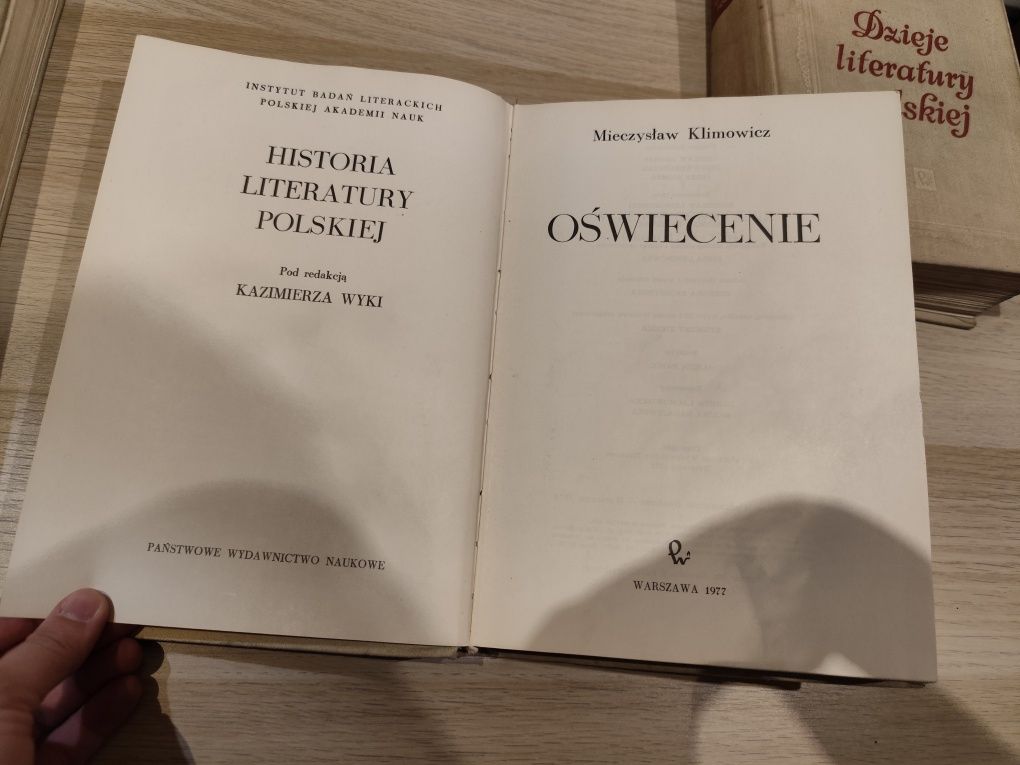 INSTYTUT BADAŃ LITERACKICH
POLSKIEJ AKADEMII NAUK
HISTORIA
LITERATURY
POLSKIEJ
Pod redakcją
KAZIMIERZA WYKI
PAŃSTWOWE WYDAWNICTWO NAUKOWE
Mieczysław Klimowicz
OŚWIECENIE
WARSZAWA 1977
Dzieje
literatury